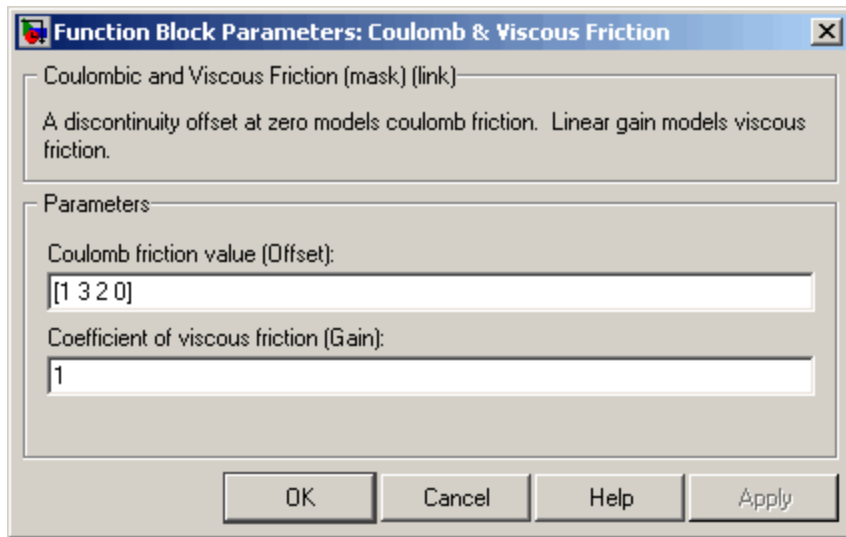 Function Block Parameters: Coulomb & Viscous Friction
Coulombic and Viscous Friction (mask) (link)
A discontinuity offset at zero models coulomb friction.  Linear gain models viscous
friction.
Parameters
Coulomb friction value (Offset):
[1 3 2 0]
Coefficient of viscous friction (Gain):
1
OK Cancel Help Apply